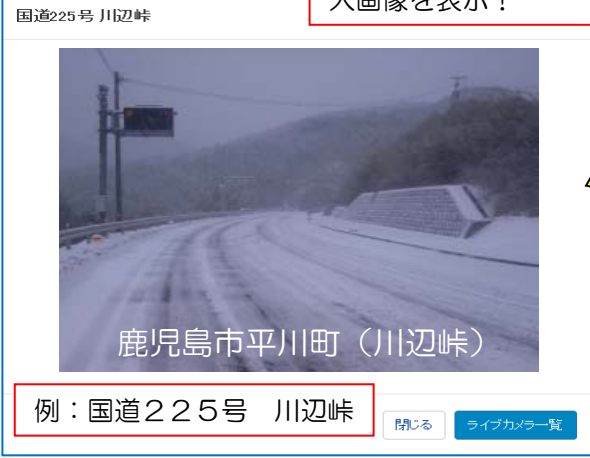 国道225号 川辺峠
大画像を表示！
鹿児島市平川町（川辺峠）
例：国道２２５号　川辺峠
閉じる
ライブカメラ一覧